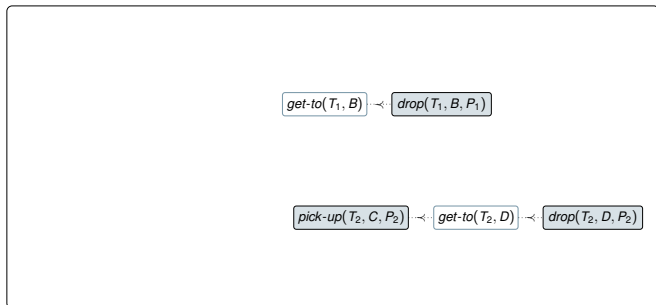 get-to(T₁, B) ≺ drop(T₁, B, P₁)
pick-up(T₂, C, P₂) ≺ get-to(T₂, D) ≺ drop(T₂, D, P₂)